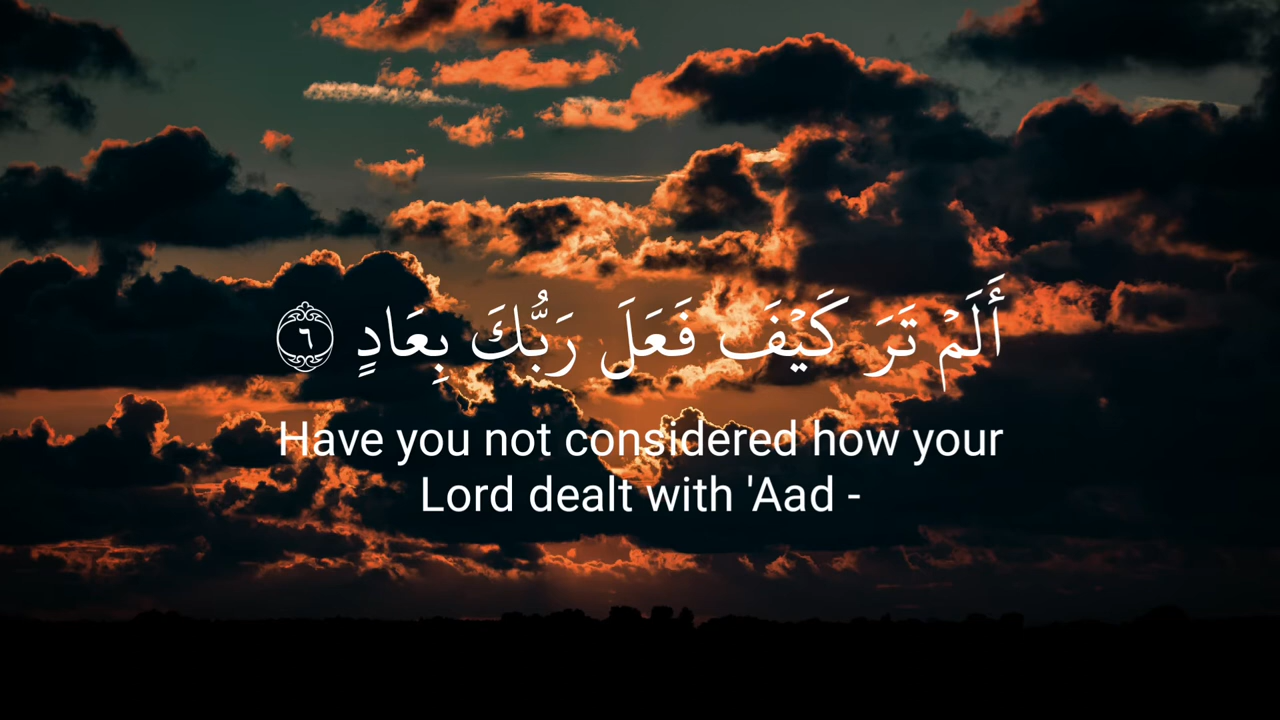 أَلَمْ تَرَ كَيْفَ فَعَلَ رَبُّكَ بِعَادٍ ٦
Have you not considered how your
Lord dealt with 'Aad -